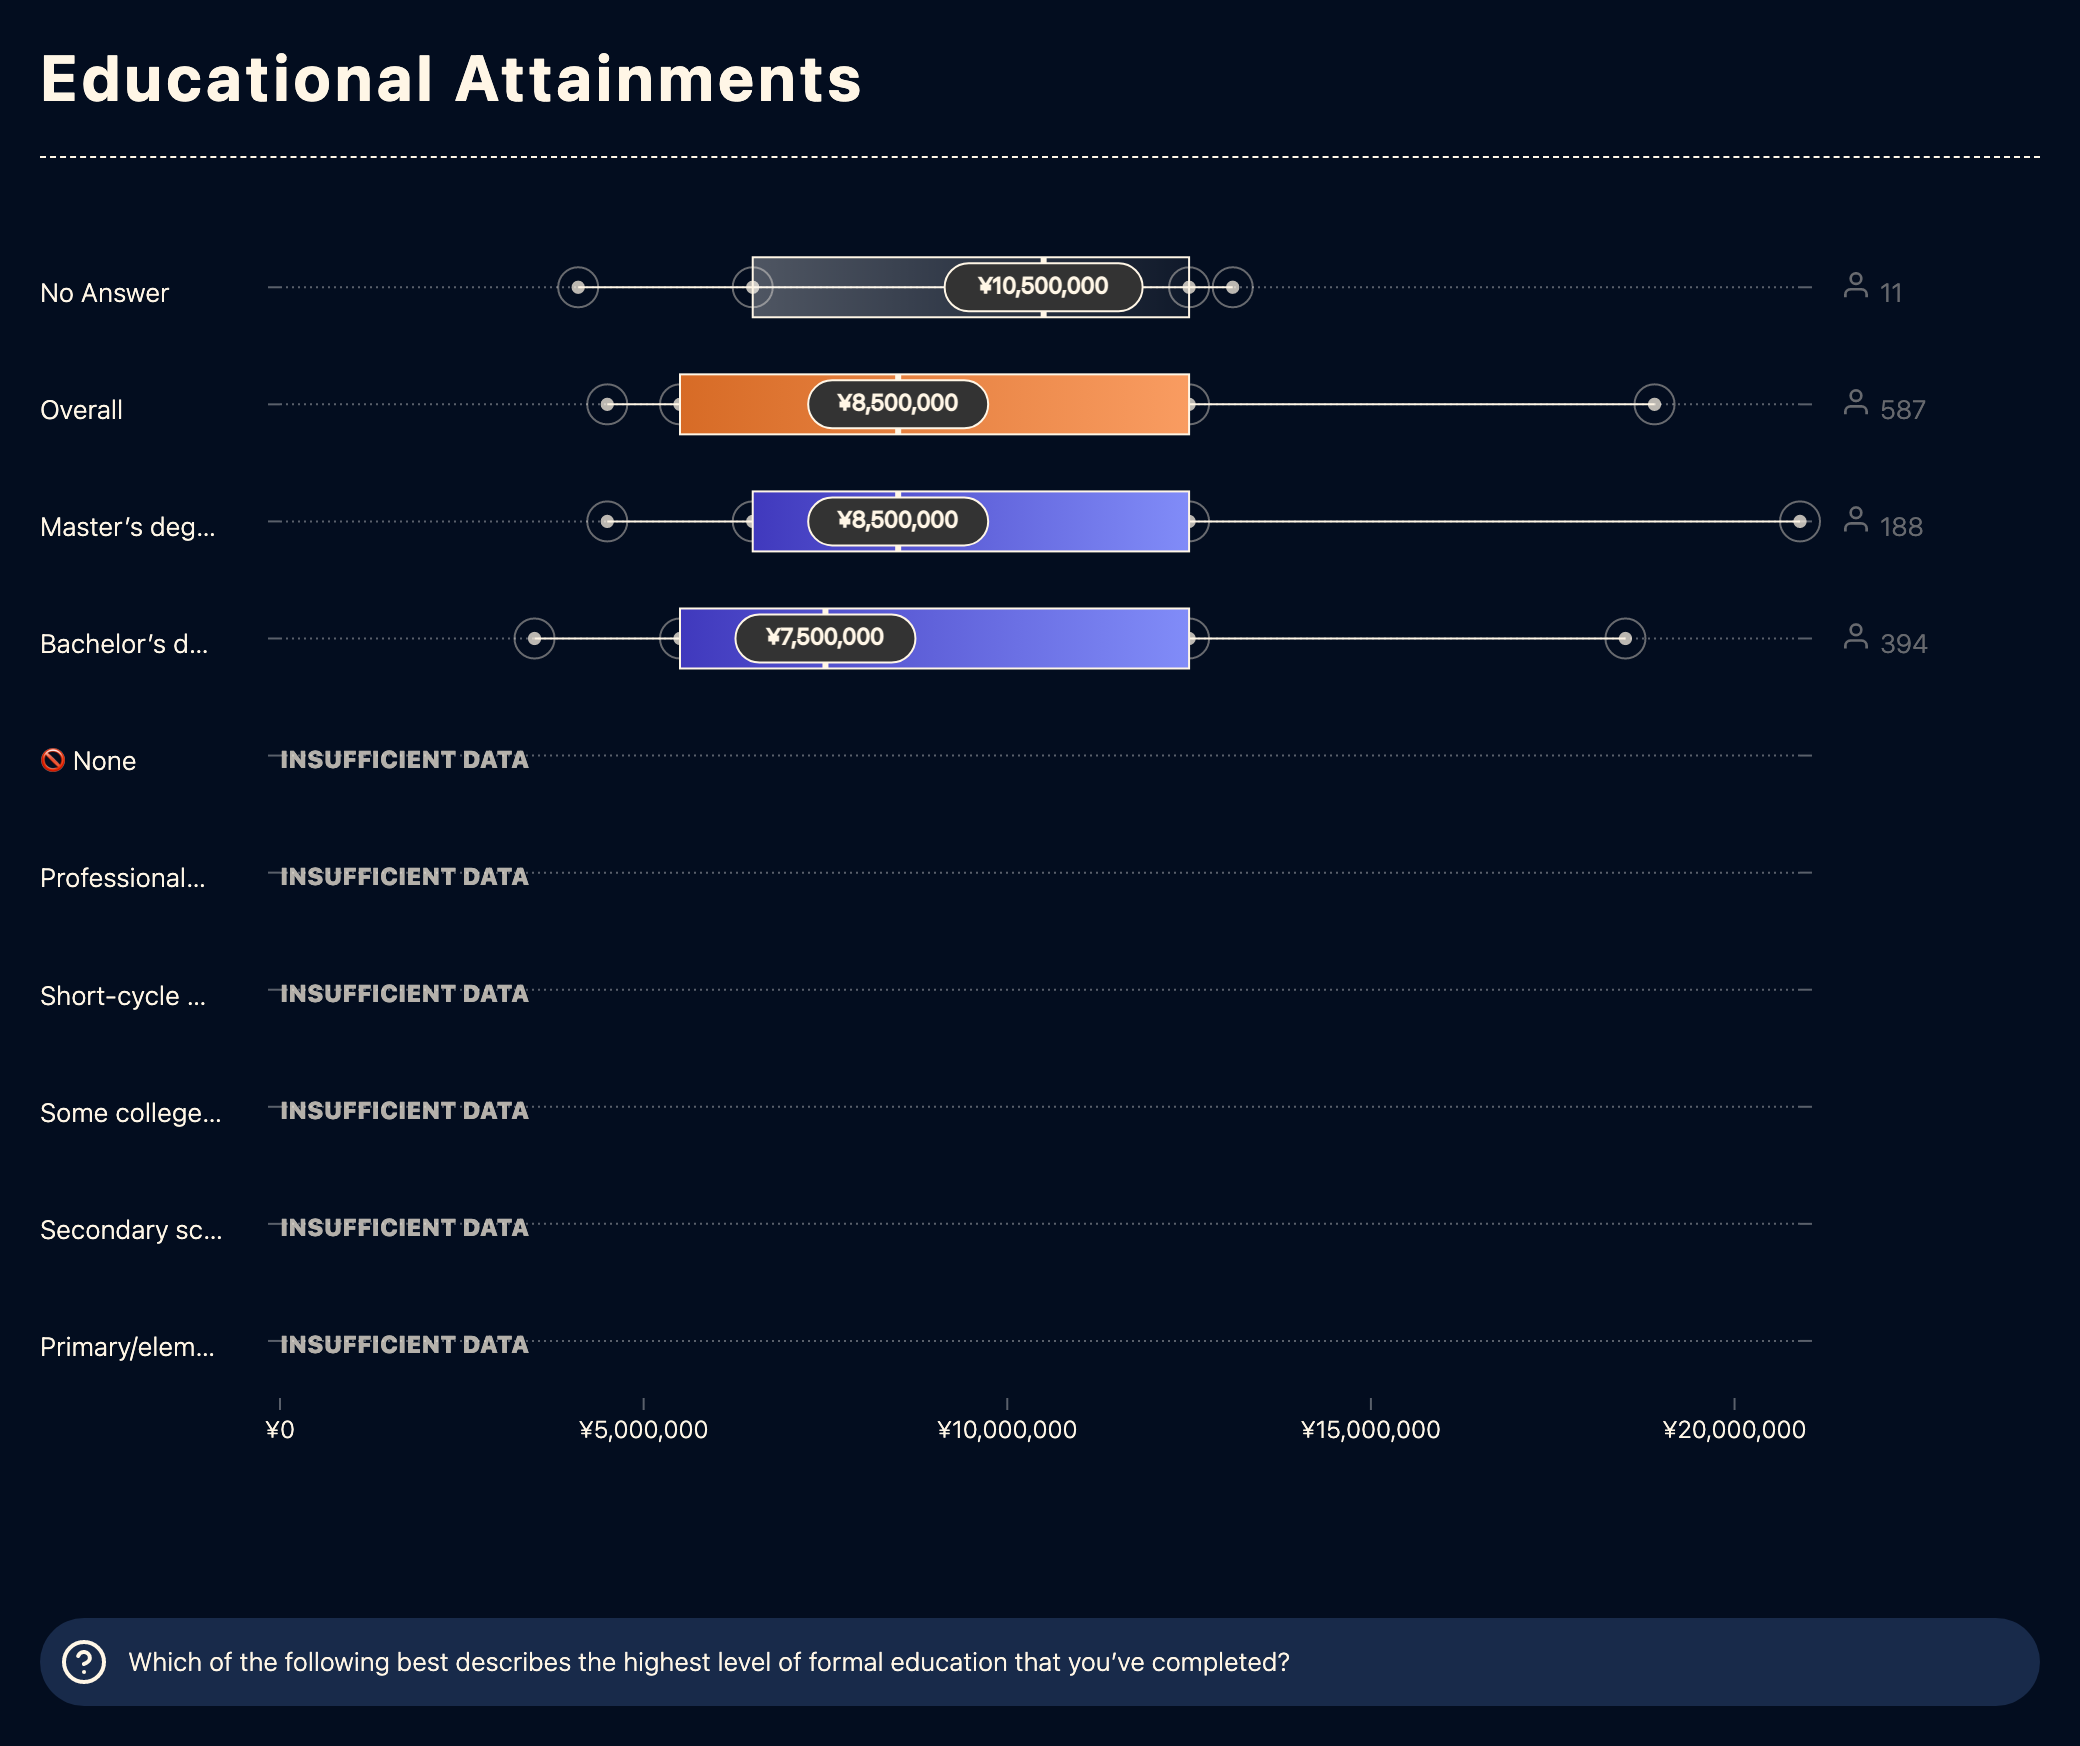 Educational Attainments
No Answer
¥10,500,000
11
Overall
¥8,500,000
587
Master’s deg...
¥8,500,000
188
Bachelor’s d...
¥7,500,000
394
🚫 None
INSUFFICIENT DATA
Professional...
INSUFFICIENT DATA
Short-cycle ...
INSUFFICIENT DATA
Some college...
INSUFFICIENT DATA
Secondary sc...
INSUFFICIENT DATA
Primary/elem...
INSUFFICIENT DATA
¥0 ¥5,000,000 ¥10,000,000 ¥15,000,000 ¥20,000,000
Which of the following best describes the highest level of formal education that you’ve completed?